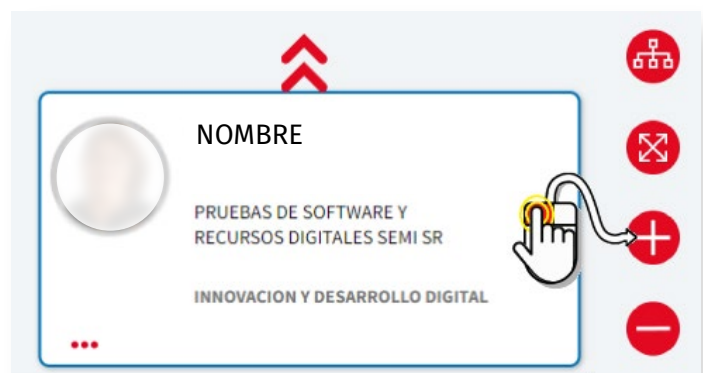 NOMBRE
PRUEBAS DE SOFTWARE Y
RECURSOS DIGITALES SEMI SR
INNOVACION Y DESARROLLO DIGITAL